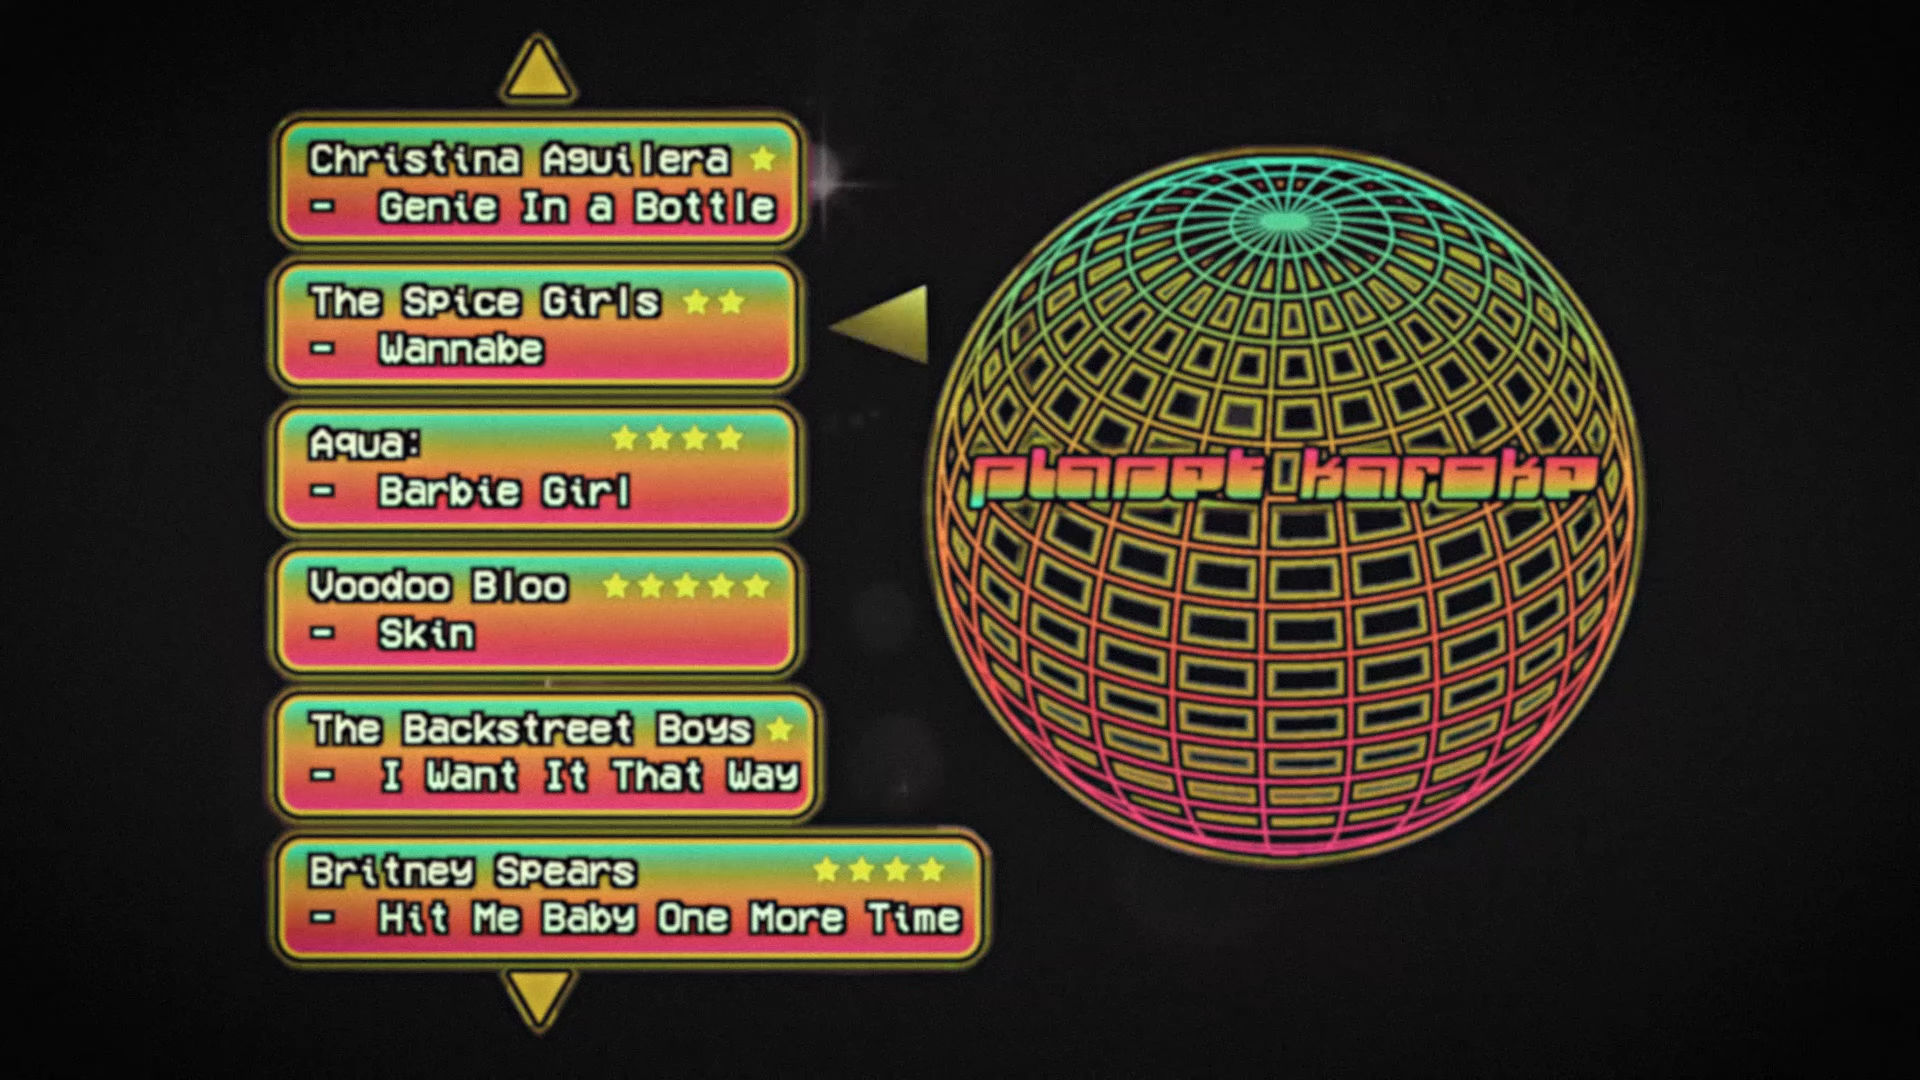 Christina Aguilera
- Genie In a Bottle
The Spice Girls
- Wannabe
Aqua:
- Barbie Girl
Voodoo Bloo
- Skin
The Backstreet Boys
- I Want It That Way
Britney Spears
- Hit Me Baby One More Time
planet karoke